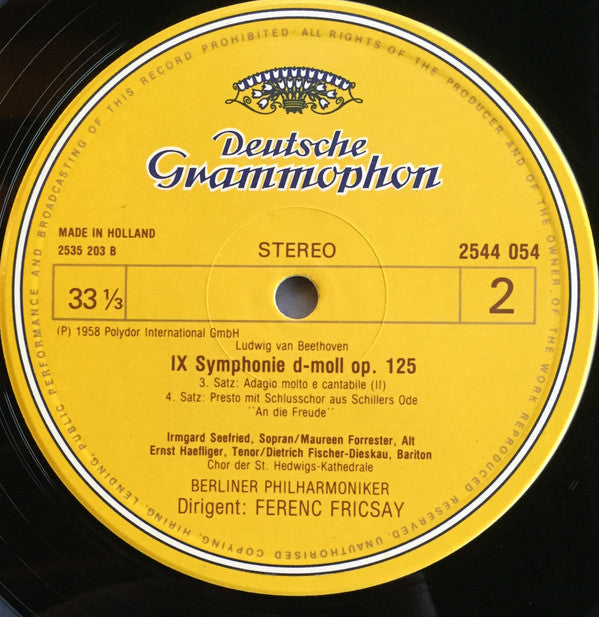 ALL RIGHTS OF THE PRODUCER AND OF THE OWNER OF THE WORK REPRODUCED RESERVED. UNAUTHORISED COPYING, HIRING, LENDING, PUBLIC PERFORMANCE AND BROADCASTING OF THIS RECORD PROHIBITED·
Deutsche
Grammophon
MADE IN HOLLAND
2535 203 B
STEREO
2544 054
33 ⅓
2
(P) 1958 Polydor International GmbH
Ludwig van Beethoven
IX Symphonie d-moll op. 125
3. Satz: Adagio molto e cantabile (II)
4. Satz: Presto mit Schlusschor aus Schillers Ode
¨An die Freude¨
Irmgard Seefried, Sopran/Maureen Forrester, Alt
Ernst Haefliger, Tenor/Dietrich Fischer-Dieskau, Bariton
Chor der St. Hedwigs-Kathedrale
BERLINER PHILHARMONIKER
Dirigent: FERENC FRICSAY